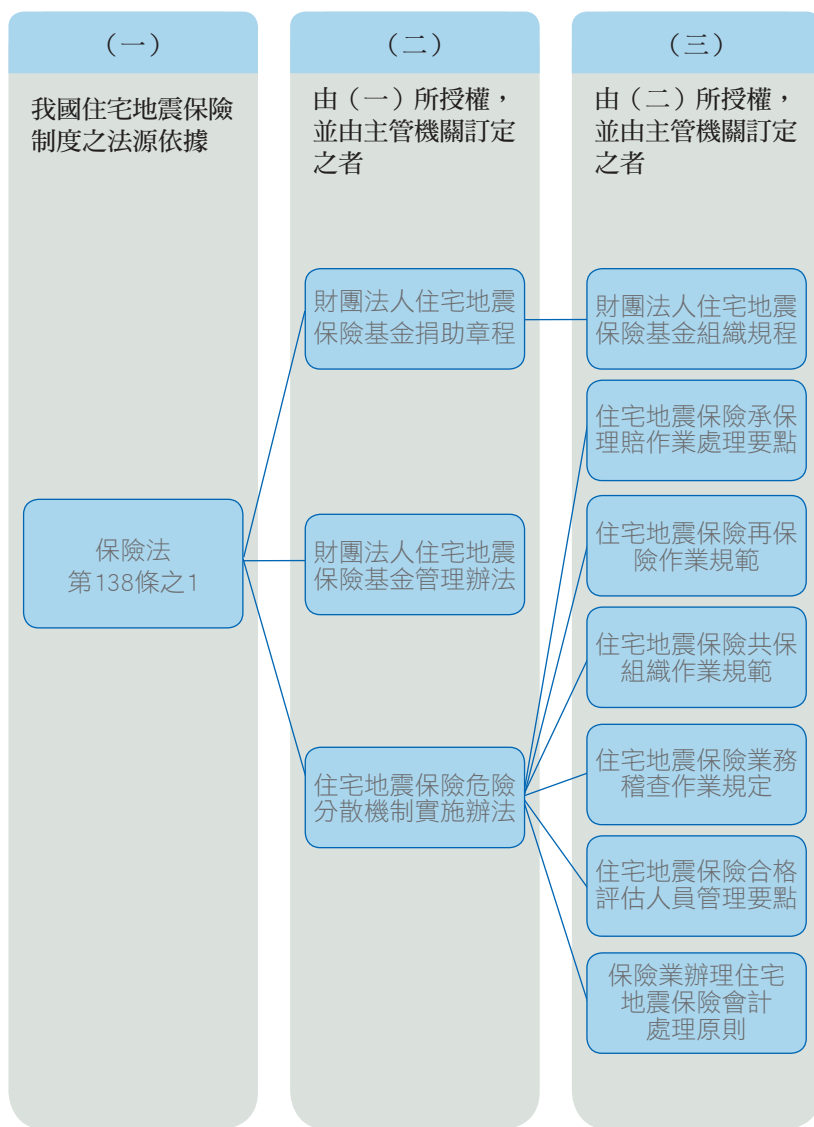 （一）
我國住宅地震保險
制度之法源依據
保險法
第138條之1
（二）
由（一）所授權，
並由主管機關訂定
之者
財團法人住宅地震
保險基金捐助章程
財團法人住宅地震
保險基金管理辦法
住宅地震保險危險
分散機制實施辦法
（三）
由（二）所授權，
並由主管機關訂定
之者
財團法人住宅地震
保險基金組織規程
住宅地震保險承保
理賠作業處理要點
住宅地震保險再保
險作業規範
住宅地震保險共保
組織作業規範
住宅地震保險業務
稽查作業規定
住宅地震保險合格
評估人員管理要點
保險業辦理住宅
地震保險會計
處理原則